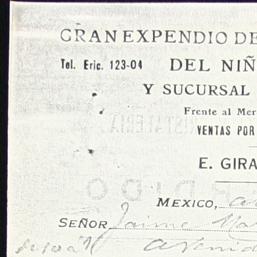 GRAN EXPENDIO DE
Tel. Eric. 123-04 DEL NIÑ
Y SUCURSAL
Frente al Mer
VENTAS POR
E. GIRA
MEXICO,
SEÑOR Jaime